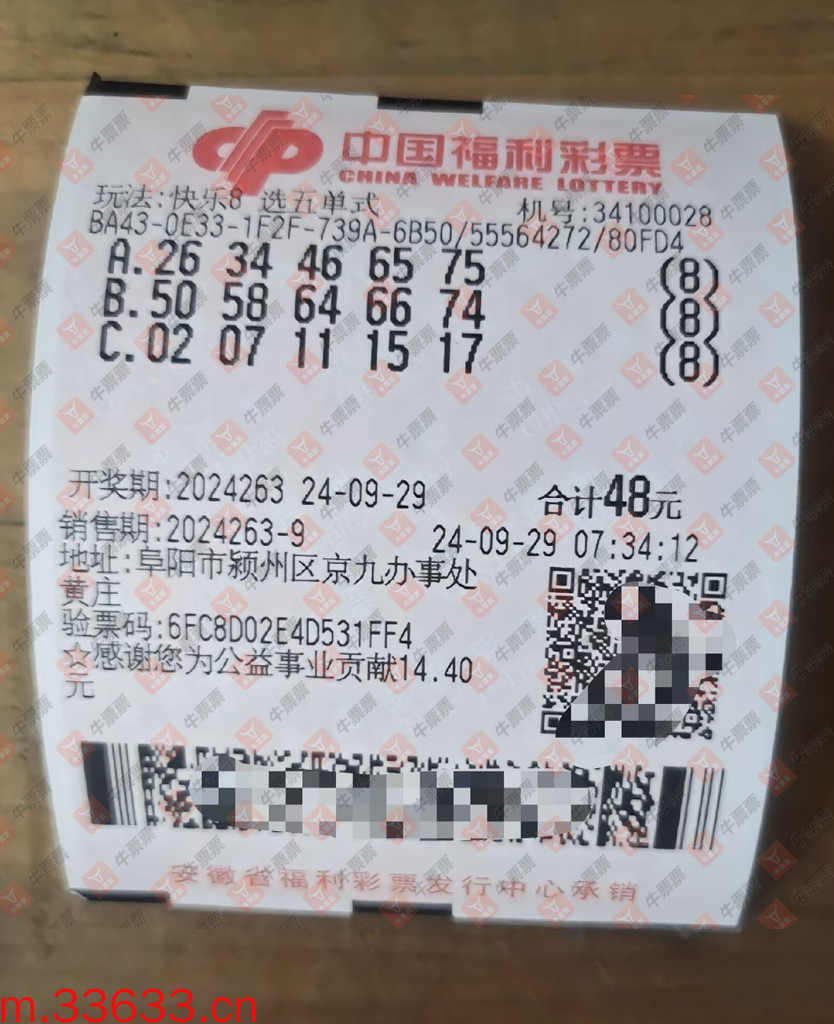 中国福利彩票
CHINA WELFARE LOTTERY
玩法:快乐8 选五单式 机号:34100028
BA43-0E33-1F2F-739A-6B50/55564272/80FD4
A.26 34 46 65 75 (8)
B.50 58 64 66 74 (8)
C.02 07 11 15 17 (8)
开奖期:2024263 24-09-29 合计48元
销售期:2024263-9 24-09-29 07:34:12
地址:阜阳市颍州区京九办事处
黄庄
验票码:6FC8D02E4D531FF4
☆感谢您为公益事业贡献14.40
元
安徽省福利彩票发行中心承销
牛票票
m.33633.cn